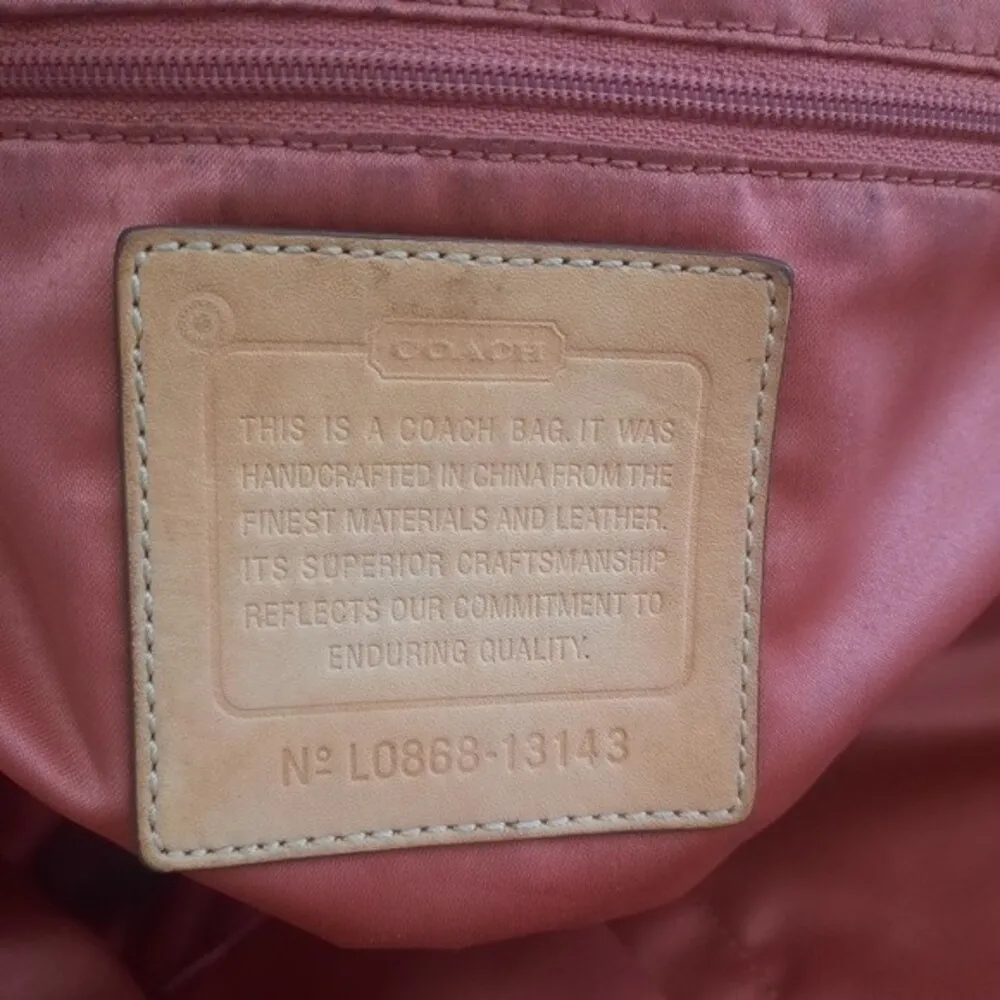 COACH
THIS IS A COACH BAG. IT WAS
HANDCRAFTED IN CHINA FROM THE
FINEST MATERIALS AND LEATHER.
ITS SUPERIOR CRAFTSMANSHIP
REFLECTS OUR COMMITMENT TO
ENDURING QUALITY.
Nº L0868-13143